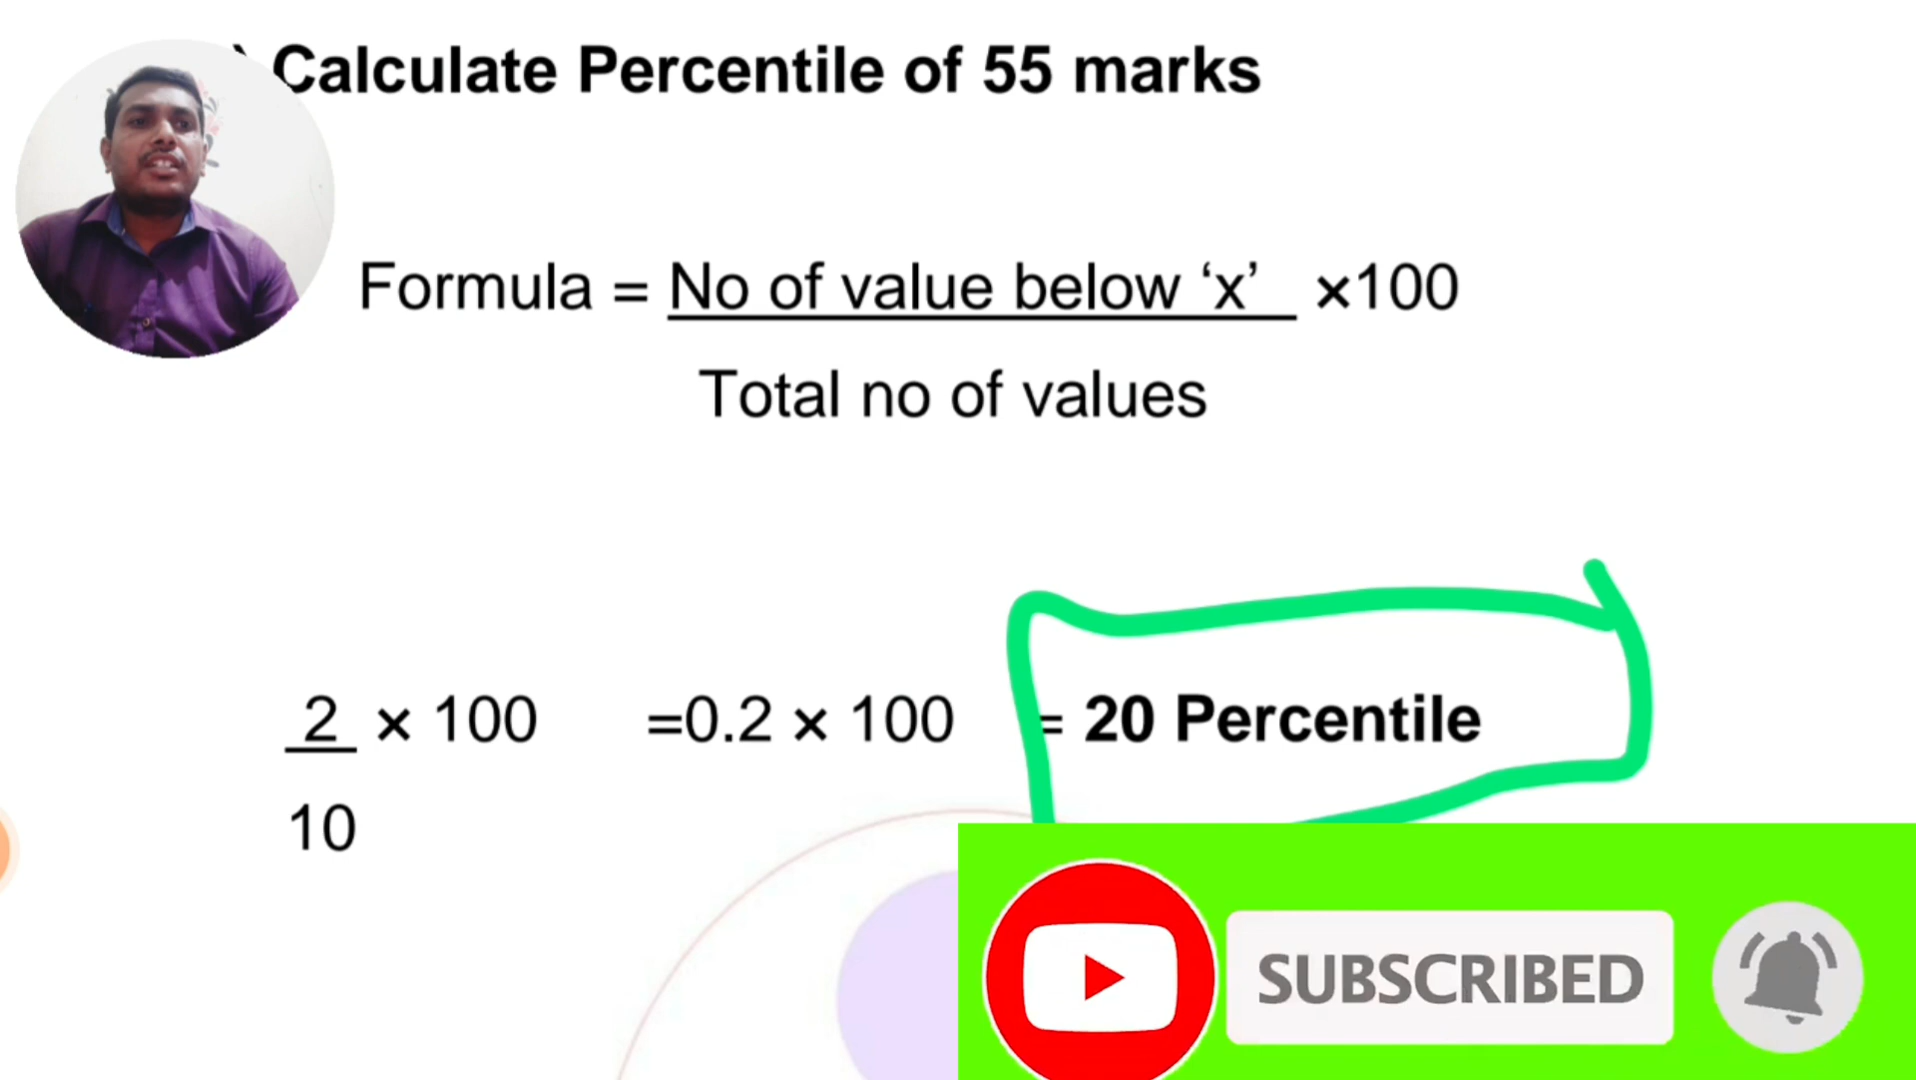 ) Calculate Percentile of 55 marks
Formula = No of value below ‘x’ ×100
Total no of values
2 × 100 =0.2 × 100 = 20 Percentile
10
SUBSCRIBED